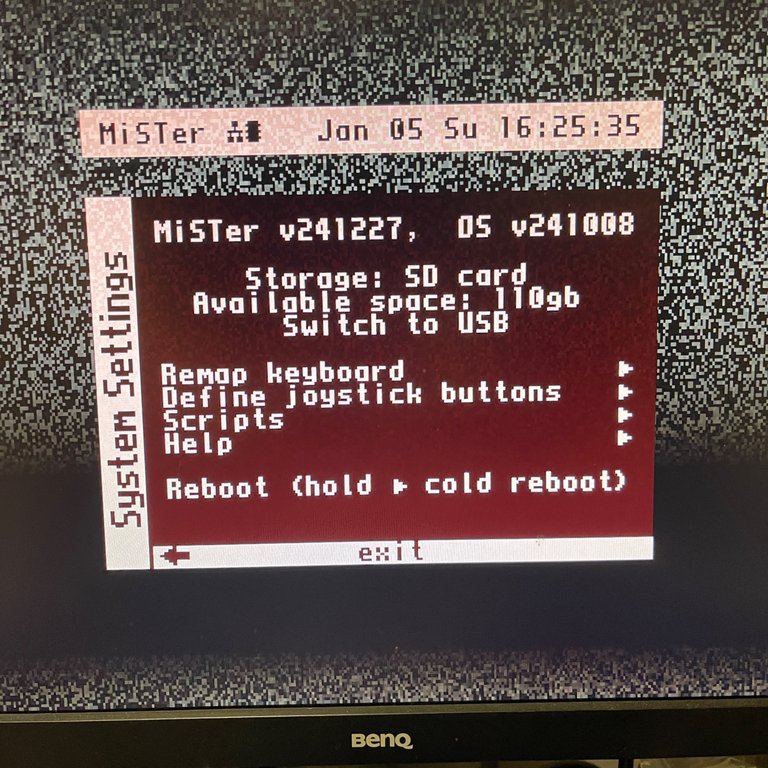 MiSTer Jan 05 Su 16:25:35
System Settings
MiSTer v241227, OS v241008
Storage: SD card
Available space: 110gb
Switch to USB
Remap keyboard
Define joystick buttons
Scripts
Help
Reboot (hold ▶ cold reboot)
exit
BenQ